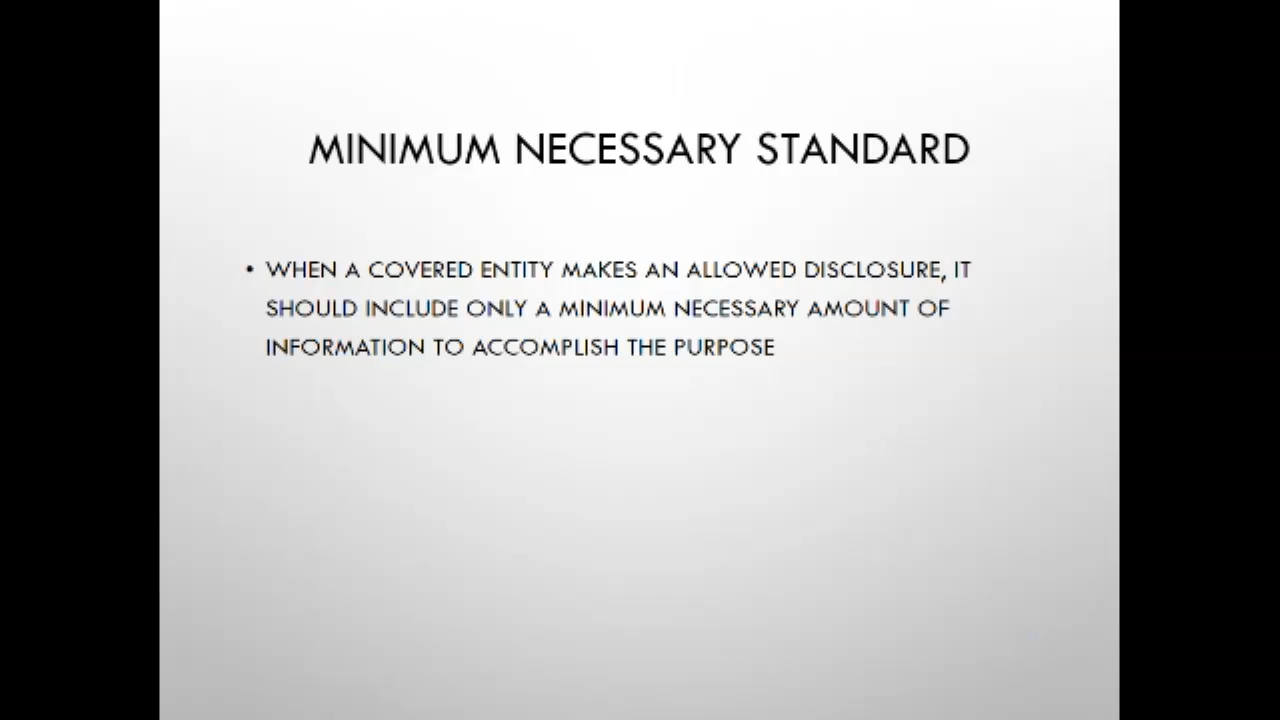 MINIMUM NECESSARY STANDARD
• WHEN A COVERED ENTITY MAKES AN ALLOWED DISCLOSURE, IT
SHOULD INCLUDE ONLY A MINIMUM NECESSARY AMOUNT OF
INFORMATION TO ACCOMPLISH THE PURPOSE